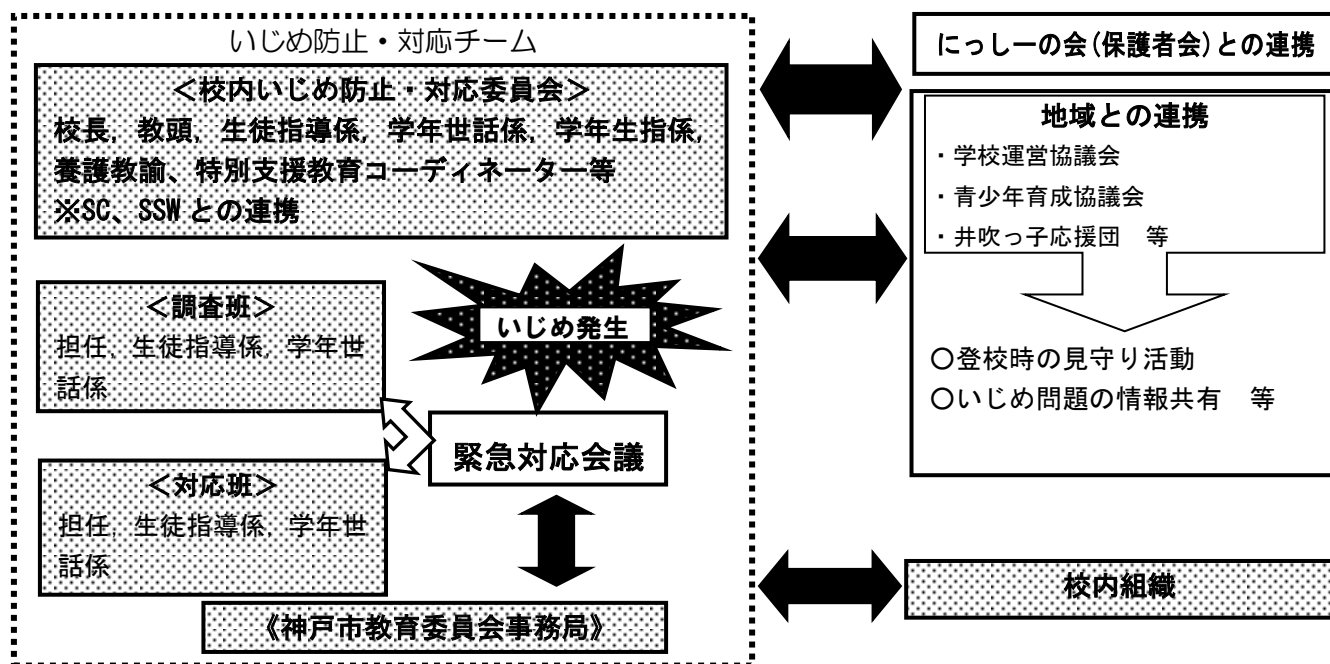 いじめ防止・対応チーム
＜校内いじめ防止・対応委員会＞
校長，教頭，生徒指導係，学年世話係，学年生指係，
養護教諭、特別支援教育コーディネーター等
※SC、SSWとの連携
＜調査班＞
担任，生徒指導係，学年世
話係
いじめ発生
緊急対応会議
＜対応班＞
担任，生徒指導係，学年世
話係
《神戸市教育委員会事務局》
にっしーの会(保護者会)との連携
地域との連携
・学校運営協議会
・青少年育成協議会
・井吹っ子応援団　等
○登校時の見守り活動
○いじめ問題の情報共有　等
校内組織